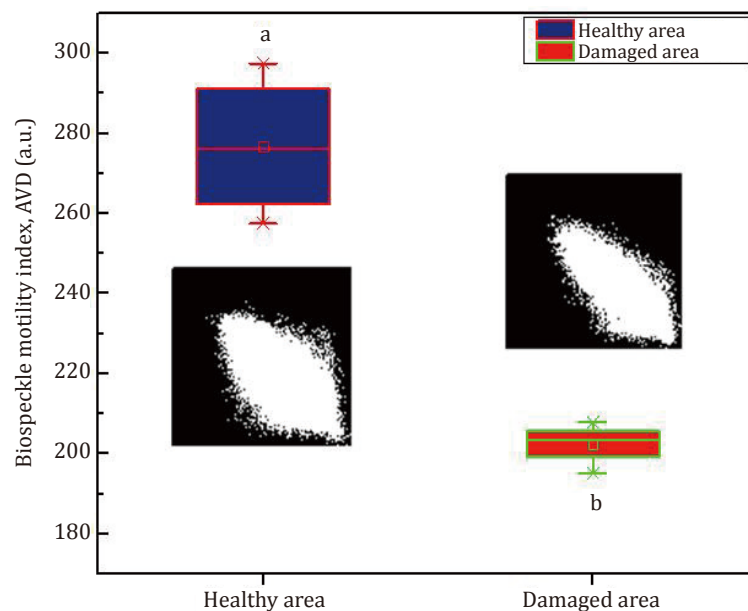 Healthy area
Damaged area
a
b
Biospeckle motility index, AVD (a.u.)
300
280
260
240
220
200
180
Healthy area
Damaged area